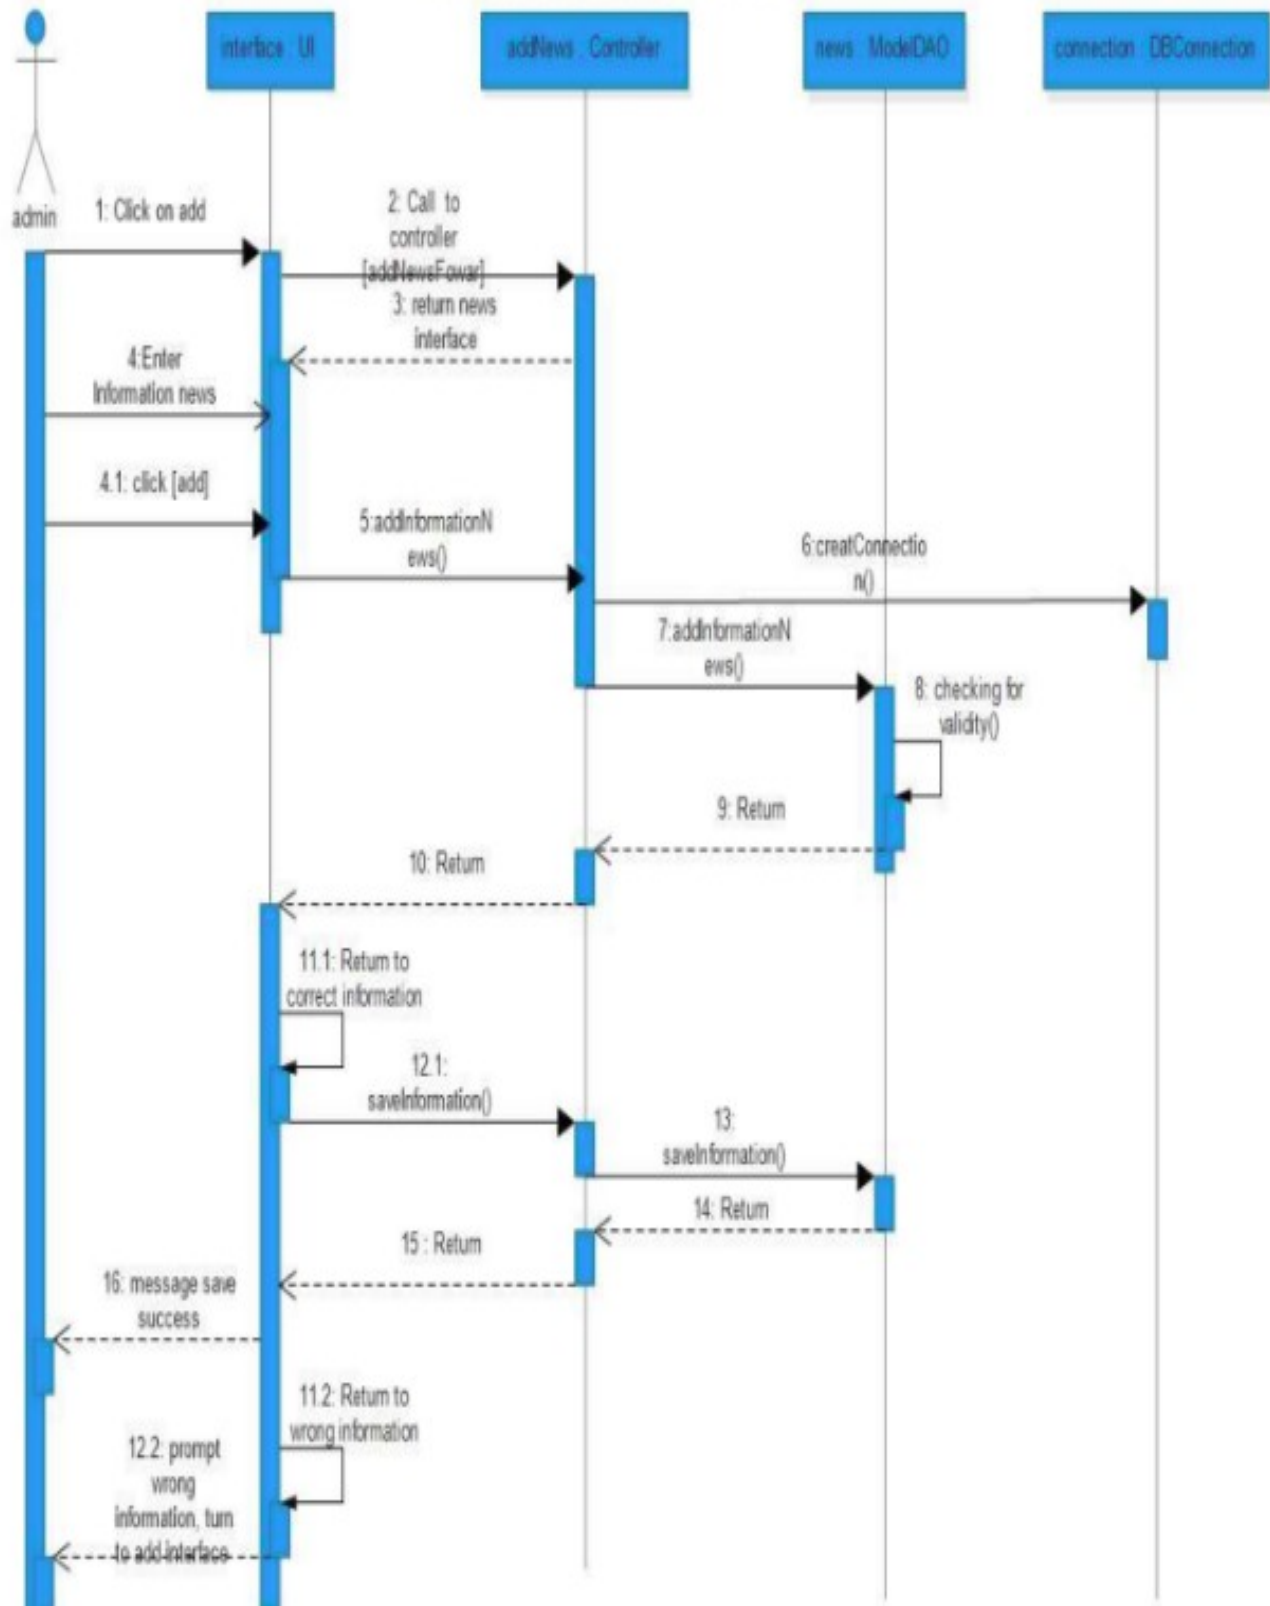 interface : UI
addNews : Controller
news : ModelDAO
connection : DBConnection
admin
1: Click on add
2: Call to
controller
[addNewsFowar]
3: return news
interface
4:Enter
Information news
4.1: click [add]
5:addInformationN
ews()
6:creatConnectio
n()
7:addInformationN
ews()
8: checking for
validity()
9: Return
10: Return
11.1: Return to
correct information
12.1:
saveInformation()
13:
saveInformation()
14: Return
15 : Return
16: message save
success
11.2: Return to
wrong information
12.2: prompt
wrong
information, turn
to add interface